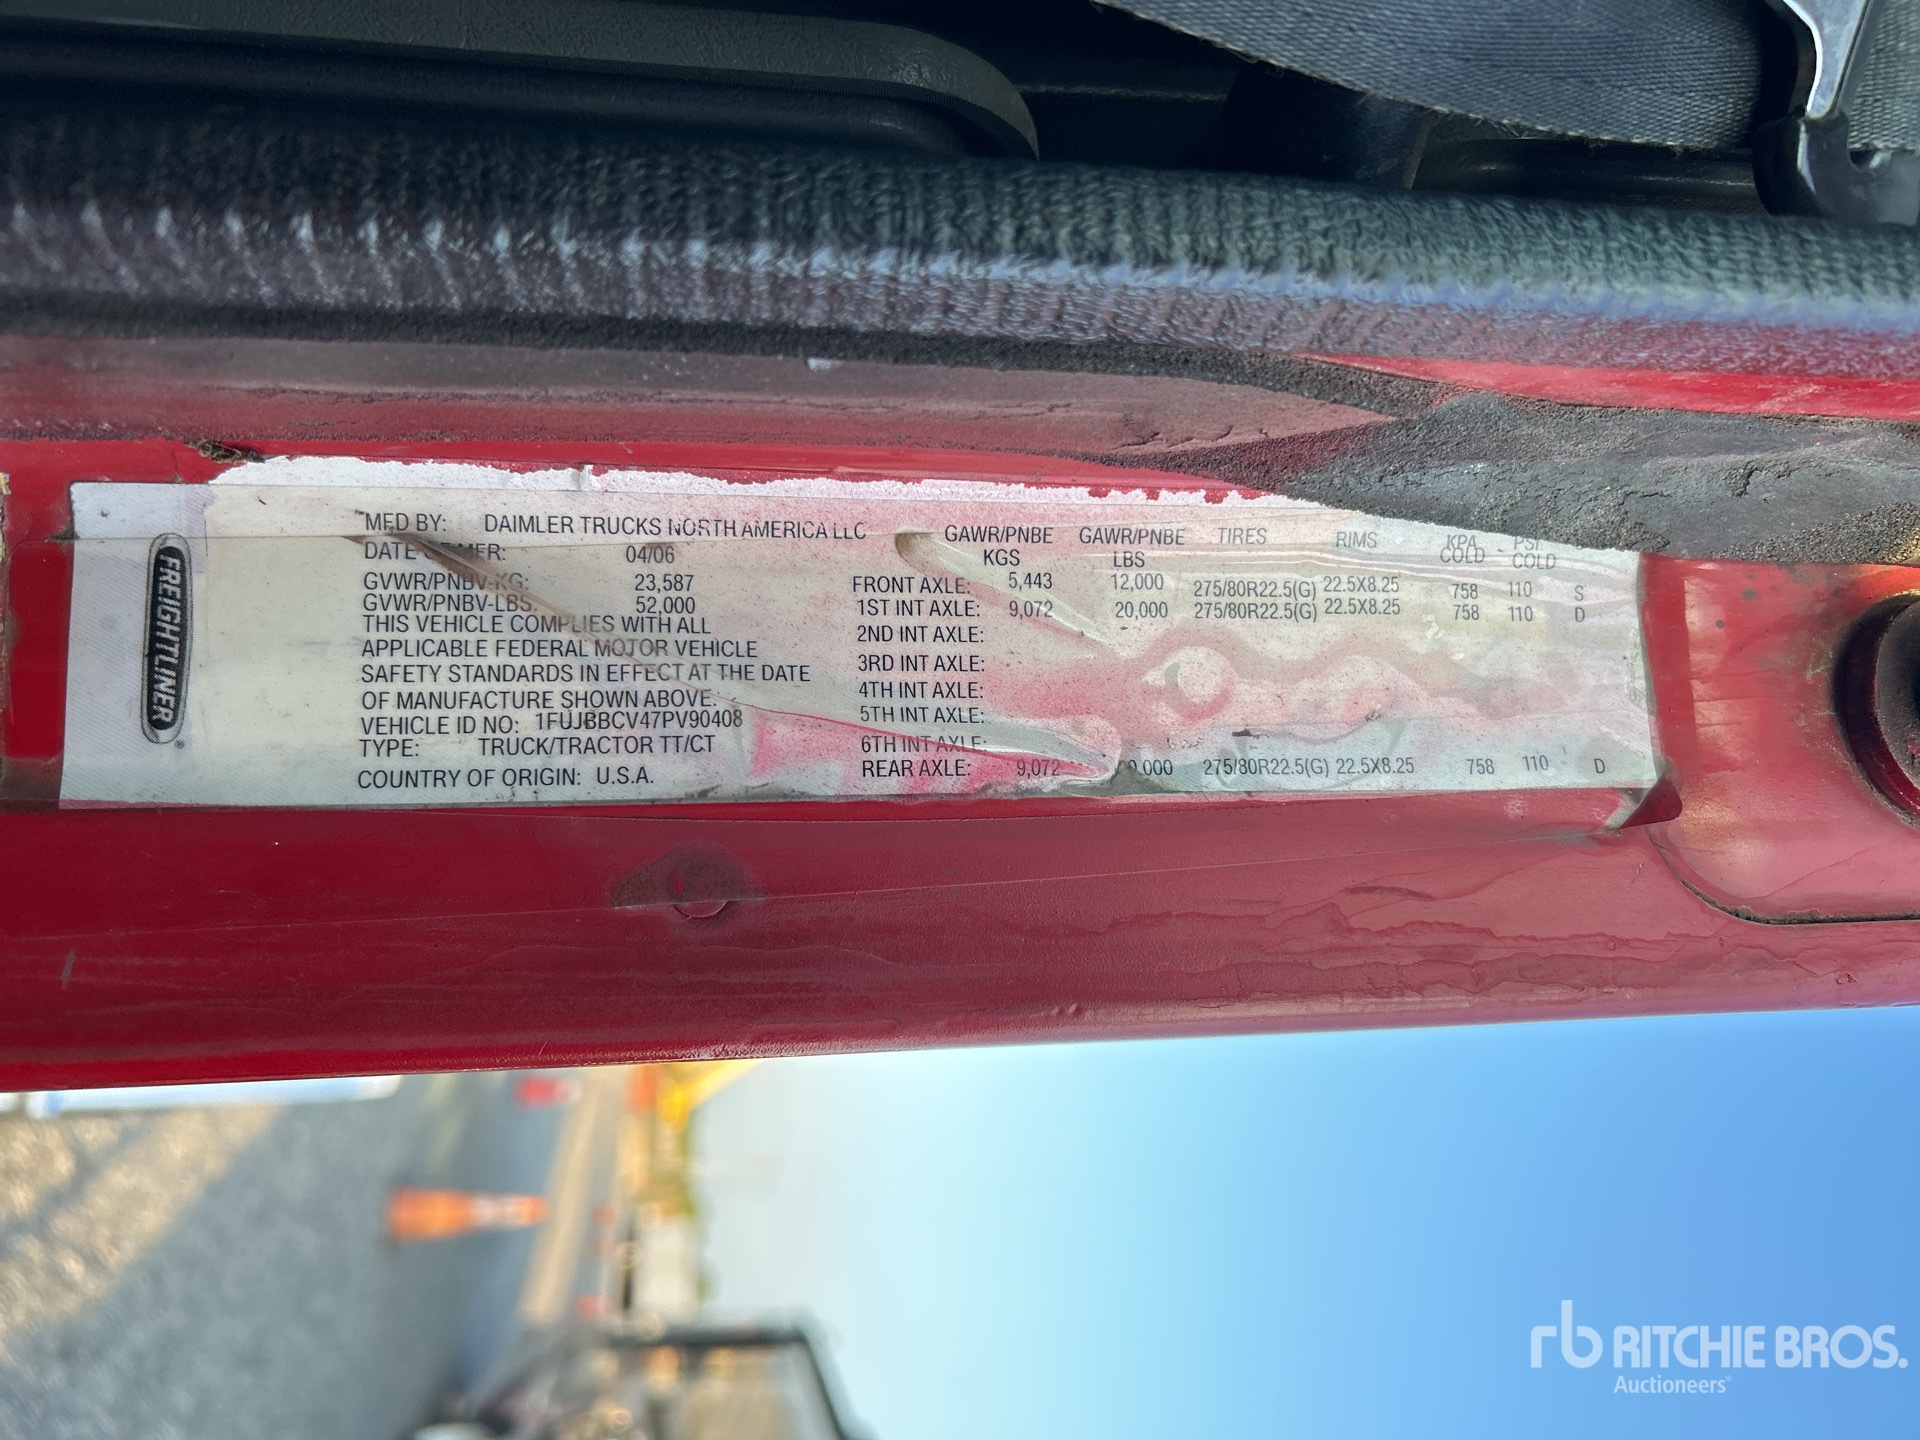 FREIGHTLINER
MFD BY: DAIMLER TRUCKS NORTH AMERICA LLC
DATE MFR: 04/06
GVWR/PNBV-KG: 23,587
GVWR/PNBV-LBS: 52,000
THIS VEHICLE COMPLIES WITH ALL
APPLICABLE FEDERAL MOTOR VEHICLE
SAFETY STANDARDS IN EFFECT AT THE DATE
OF MANUFACTURE SHOWN ABOVE.
VEHICLE ID NO: 1FUJBBCV47PV90408
TYPE: TRUCK/TRACTOR TT/CT
COUNTRY OF ORIGIN: U.S.A.
GAWR/PNBE GAWR/PNBE TIRES RIMS KPA PSI
KGS LBS COLD COLD
FRONT AXLE: 5,443 12,000 275/80R22.5(G) 22.5X8.25 758 110 S
1ST INT AXLE: 9,072 20,000 275/80R22.5(G) 22.5X8.25 758 110 D
2ND INT AXLE:
3RD INT AXLE:
4TH INT AXLE:
5TH INT AXLE:
6TH INT AXLE:
REAR AXLE: 9,072 275/80R22.5(G) 22.5X8.25 758 110 D
rb RITCHIE BROS.
Auctioneers